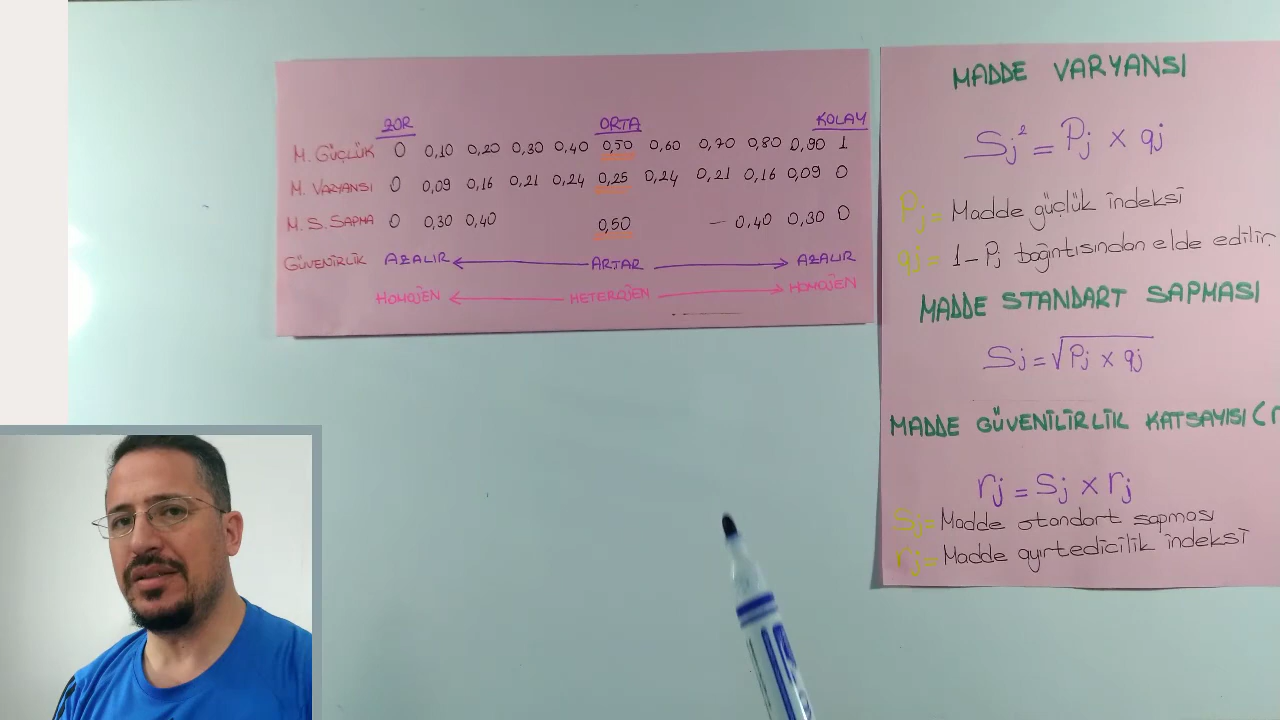 ZOR ORTA KOLAY
M. GÜÇLÜK 0 0,10 0,20 0,30 0,40 0,50 0,60 0,70 0,80 0,90 1
M. VARYANSI 0 0,09 0,16 0,21 0,24 0,25 0,24 0,21 0,16 0,09 0
M. S. SAPMA 0 0,30 0,40 0,50 — 0,40 0,30 0
GÜVENİRLİK AZALIR ARTAR AZALIR
HOMOJEN HETEROJEN HOMOJEN
MADDE VARYANSI
Sj² = Pj x qj
Pj = Madde güçlük indeksi
qj = 1 - Pj bağıntısından elde edilir.
MADDE STANDART SAPMASI
Sj = √Pj x qj
MADDE GÜVENİLİRLİK KATSAYISI (r
rj = Sj x rj
Sj = Madde standart sapması
rj = Madde ayırtedicilik indeksi